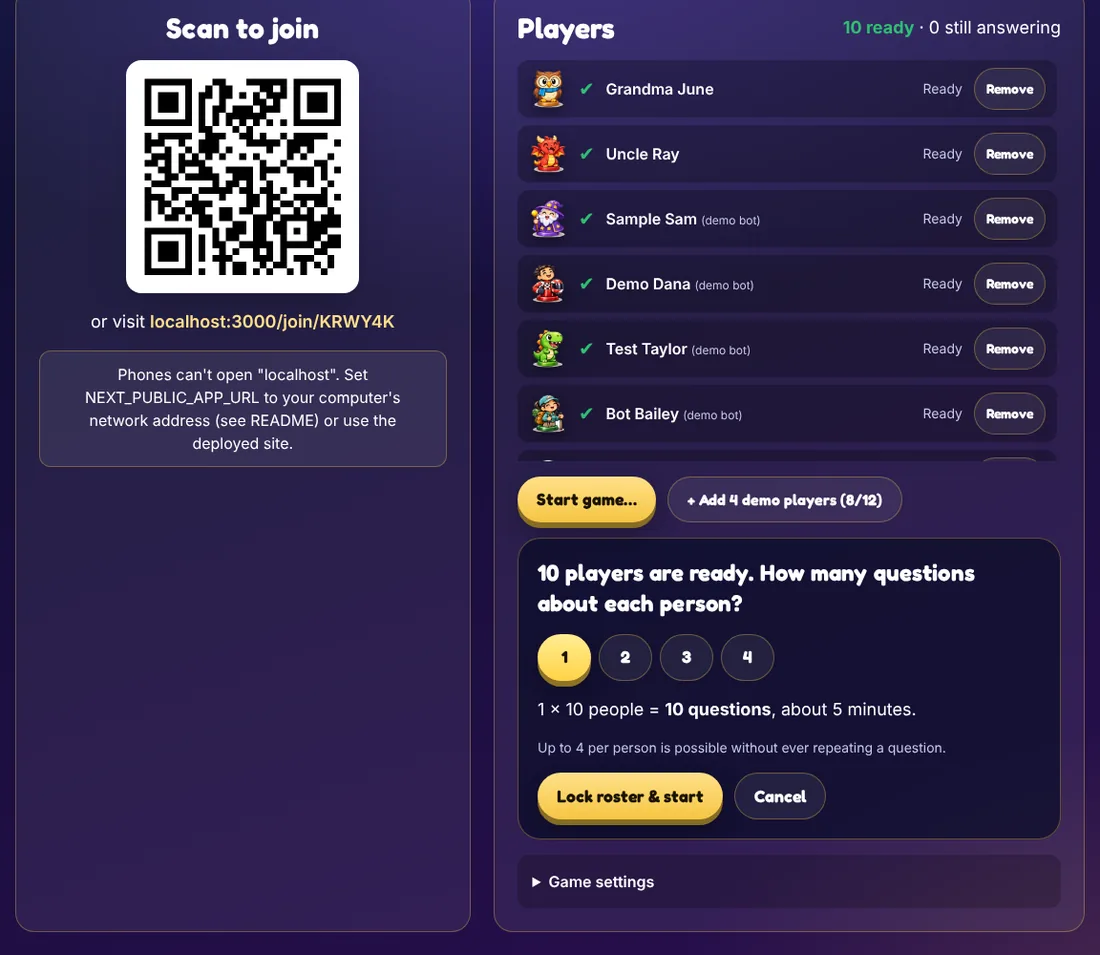 Scan to join
or visit localhost:3000/join/KRWY4K
Phones can't open "localhost". Set
NEXT_PUBLIC_APP_URL to your computer's
network address (see README) or use the
deployed site.
Players
10 ready · 0 still answering
✔ Grandma June Ready Remove
✔ Uncle Ray Ready Remove
✔ Sample Sam (demo bot) Ready Remove
✔ Demo Dana (demo bot) Ready Remove
✔ Test Taylor (demo bot) Ready Remove
✔ Bot Bailey (demo bot) Ready Remove
Start game...
+ Add 4 demo players (8/12)
10 players are ready. How many questions
about each person?
1 2 3 4
1 × 10 people = 10 questions, about 5 minutes.
Up to 4 per person is possible without ever repeating a question.
Lock roster & start
Cancel
▶ Game settings